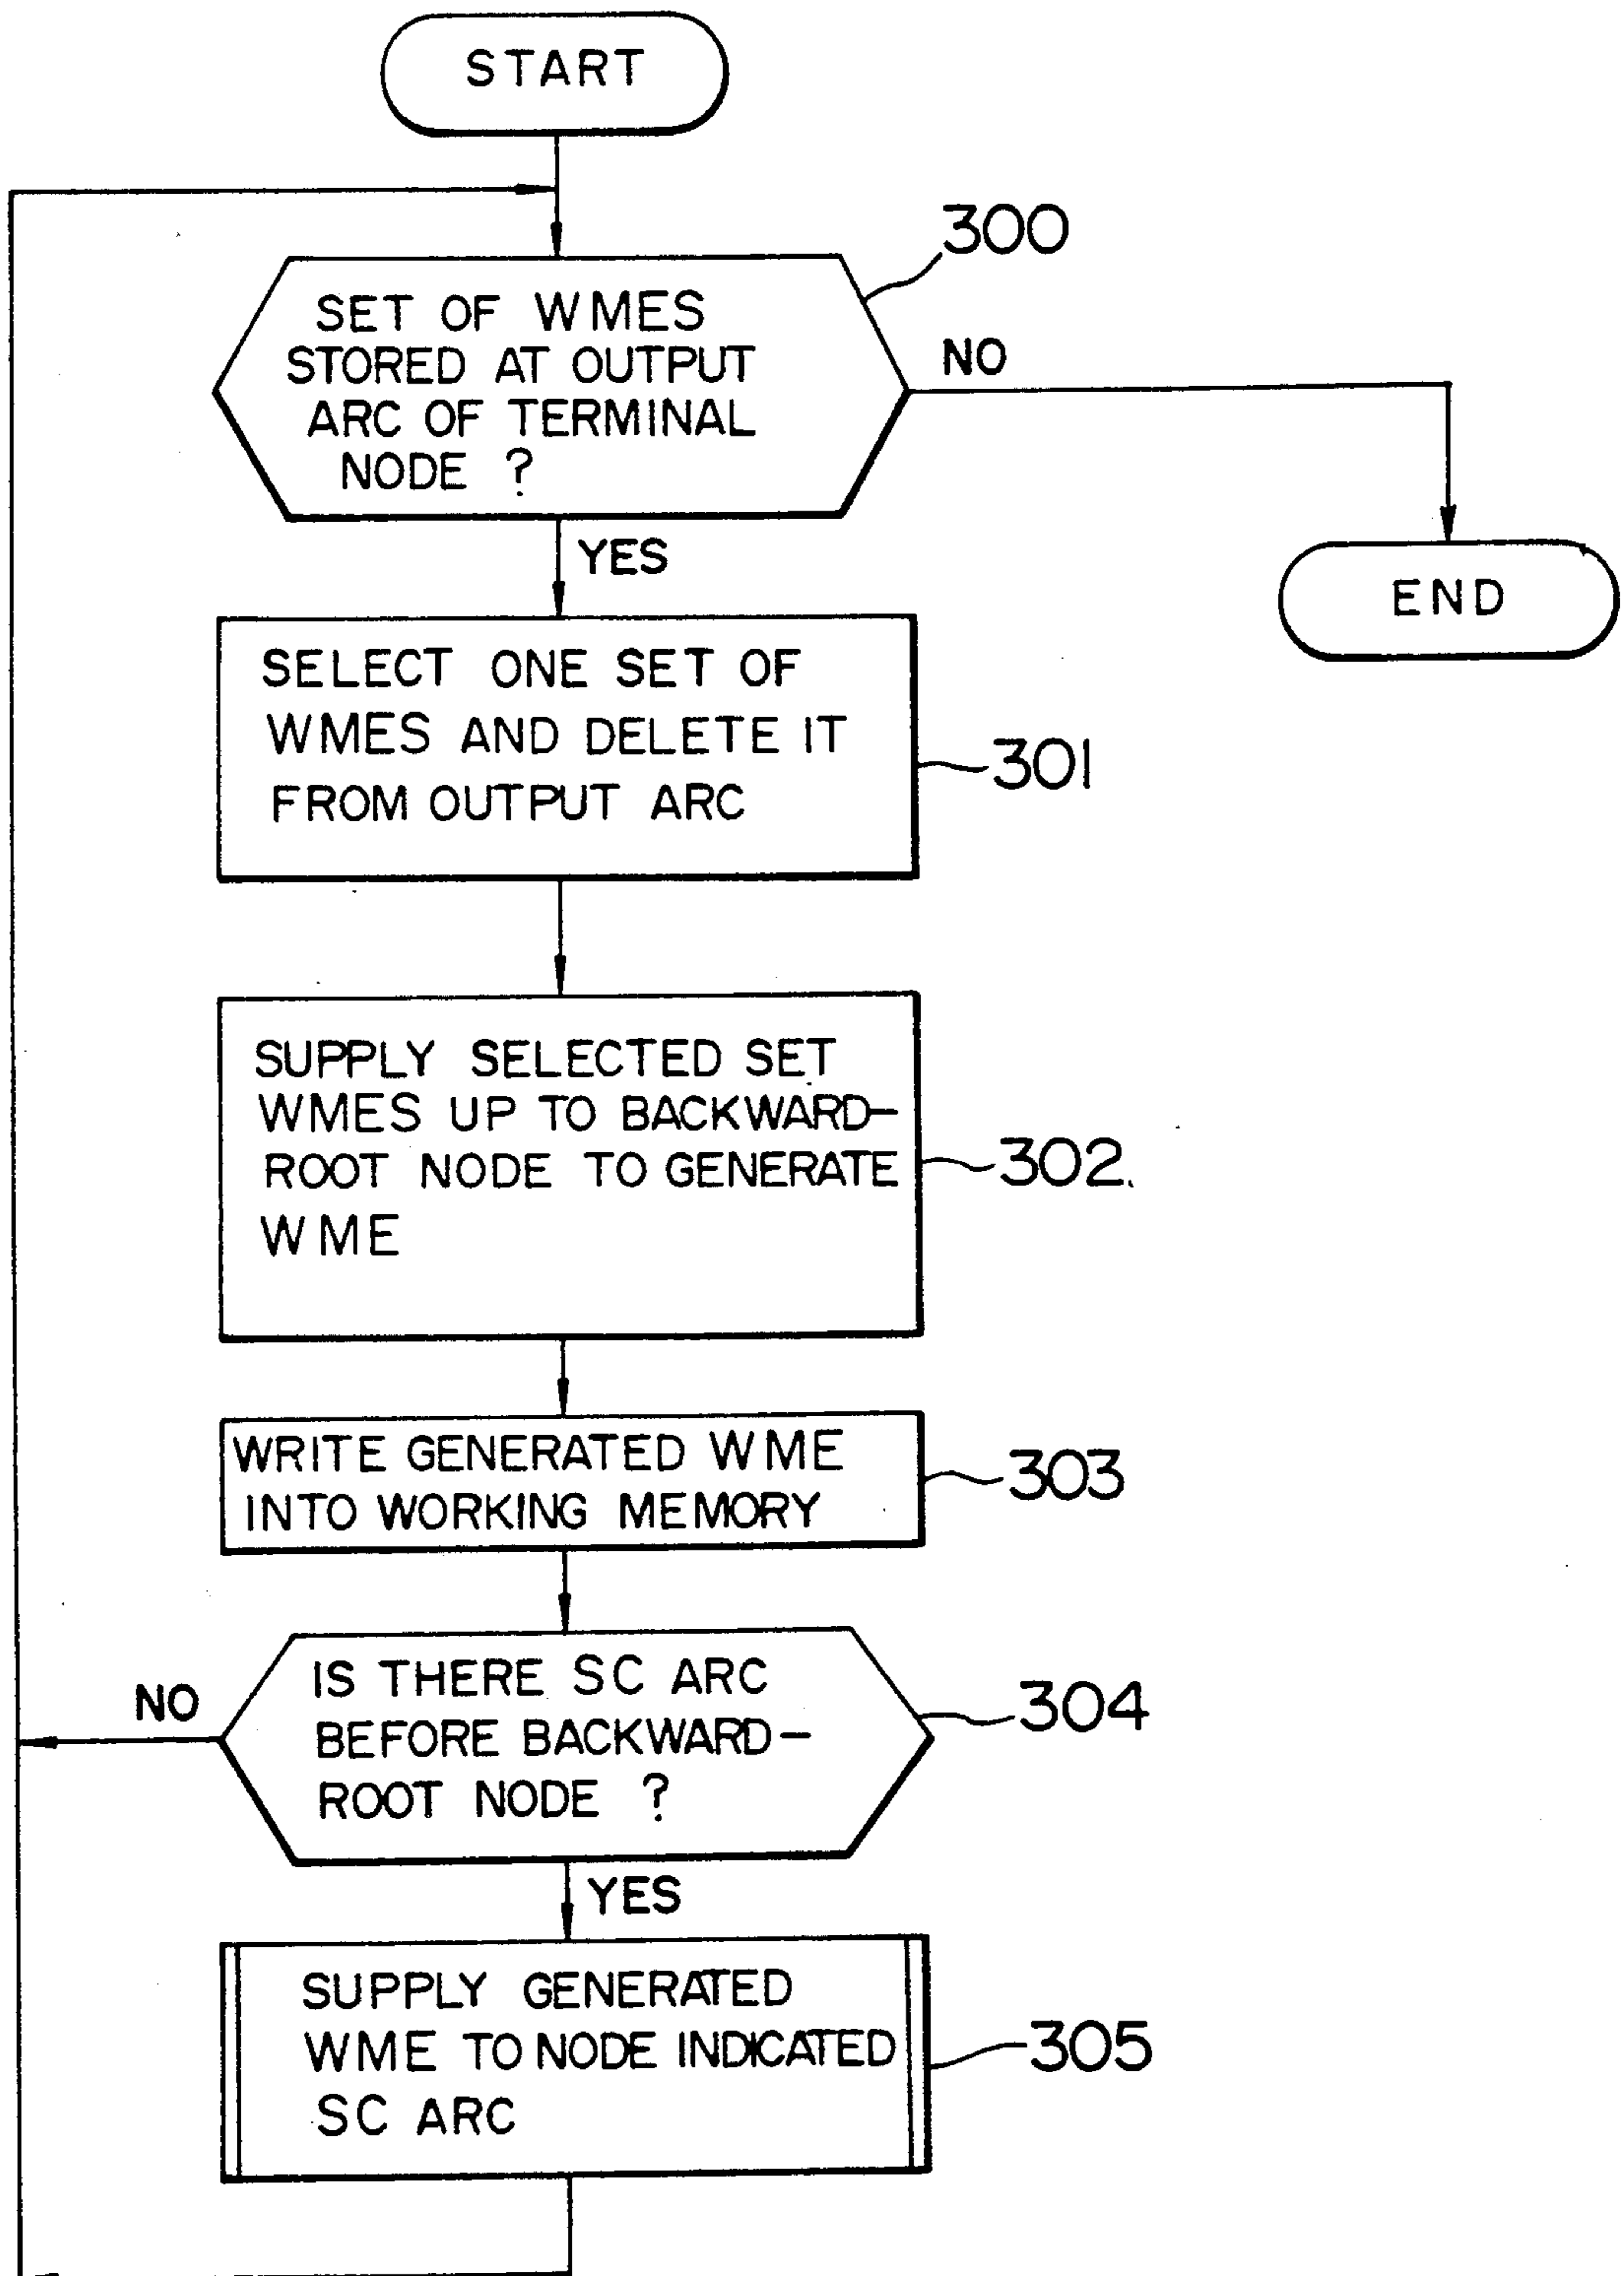 START
300
SET OF WMES
STORED AT OUTPUT
ARC OF TERMINAL
NODE ?
NO
YES
END
SELECT ONE SET OF
WMES AND DELETE IT
FROM OUTPUT ARC
301
SUPPLY SELECTED SET
WMES UP TO BACKWARD-
ROOT NODE TO GENERATE
WME
302
WRITE GENERATED WME
INTO WORKING MEMORY
303
IS THERE SC ARC
BEFORE BACKWARD-
ROOT NODE ?
304
NO
YES
SUPPLY GENERATED
WME TO NODE INDICATED
SC ARC
305